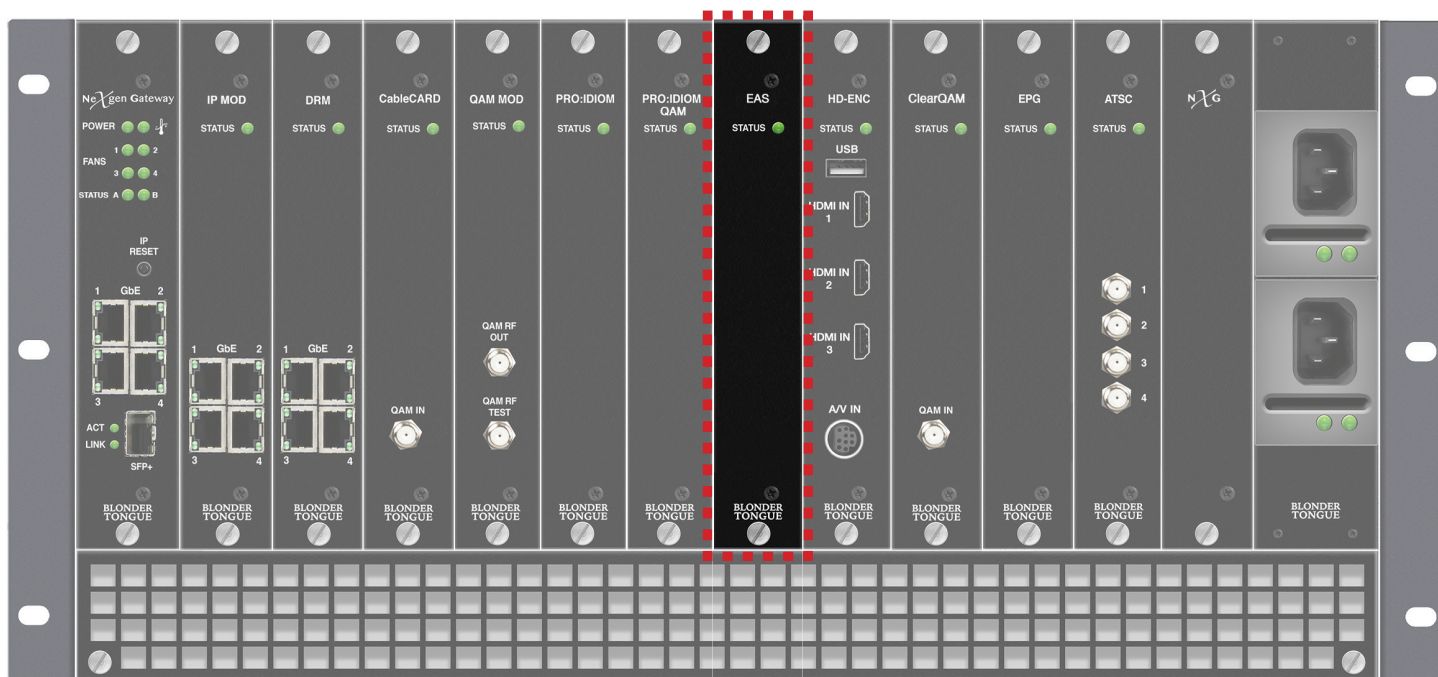 NeXgen Gateway
POWER
1 2
FANS
3 4
STATUS A B
IP
RESET
1 GbE 2
3 4
ACT
LINK
SFP+
BLONDER
TONGUE
IP MOD
STATUS
1 GbE 2
3 4
BLONDER
TONGUE
DRM
STATUS
1 GbE 2
3 4
BLONDER
TONGUE
CableCARD
STATUS
QAM IN
BLONDER
TONGUE
QAM MOD
STATUS
QAM RF
OUT
QAM RF
TEST
BLONDER
TONGUE
PRO:IDIOM
STATUS
BLONDER
TONGUE
PRO:IDIOM
QAM
STATUS
BLONDER
TONGUE
EAS
STATUS
BLONDER
TONGUE
HD-ENC
STATUS
USB
HDMI IN
1
HDMI IN
2
HDMI IN
3
A/V IN
BLONDER
TONGUE
ClearQAM
STATUS
QAM IN
BLONDER
TONGUE
EPG
STATUS
BLONDER
TONGUE
ATSC
STATUS
1
2
3
4
BLONDER
TONGUE
NXG
BLONDER
TONGUE